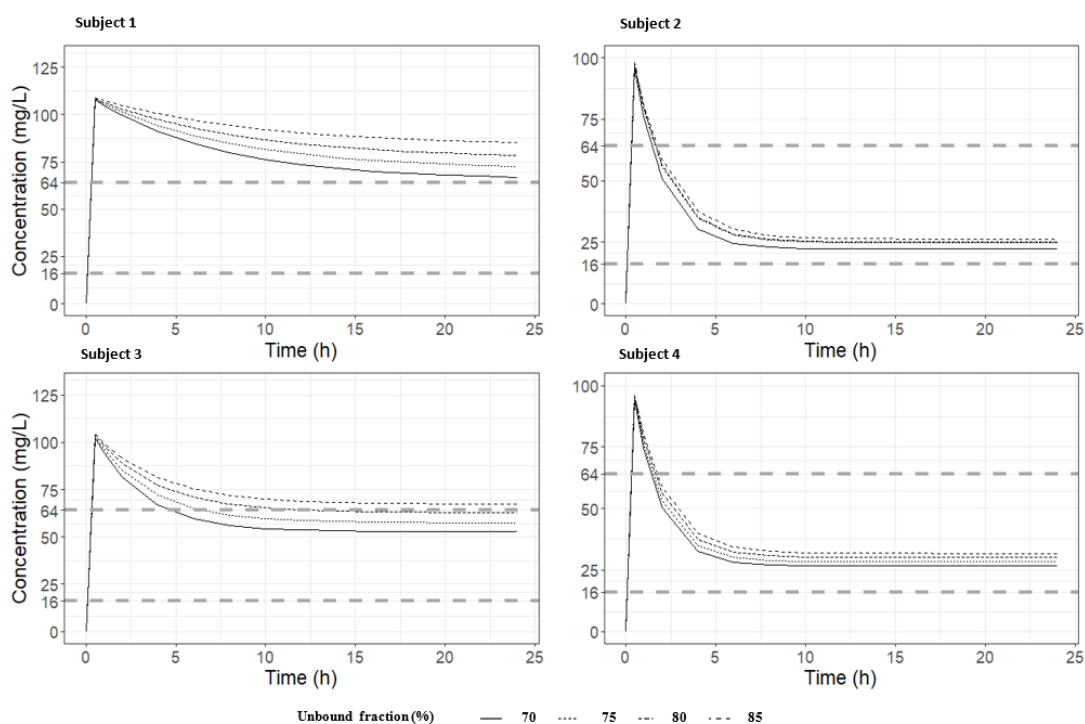 Subject 1
Concentration (mg/L)
125
100
75
64
50
25
16
0
0 5 10 15 20 25
Time (h)
Subject 2
100
75
64
50
25
16
0
0 5 10 15 20 25
Time (h)
Subject 3
Concentration (mg/L)
125
100
75
64
50
25
16
0
0 5 10 15 20 25
Time (h)
Subject 4
100
75
64
50
25
16
0
0 5 10 15 20 25
Time (h)
Unbound fraction (%) 70 75 80 85